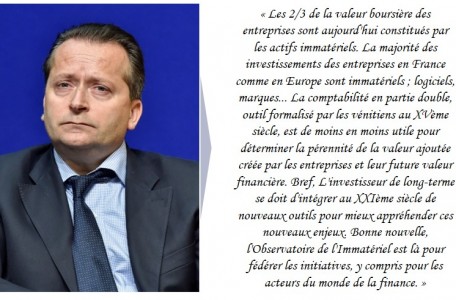 « Les 2/3 de la valeur boursière des
entreprises sont aujourd'hui constitués par
les actifs immatériels. La majorité des
investissements des entreprises en France
comme en Europe sont immatériels ; logiciels,
marques... La comptabilité en partie double,
outil formalisé par les vénitiens au XVème
siècle, est de moins en moins utile pour
déterminer la pérennité de la valeur ajoutée
créée par les entreprises et leur future valeur
financière. Bref, L'investisseur de long-terme
se doit d'intégrer au XXIème siècle de
nouveaux outils pour mieux appréhender ces
nouveaux enjeux. Bonne nouvelle,
l'Observatoire de l'Immatériel est là pour
fédérer les initiatives, y compris pour les
acteurs du monde de la finance. »